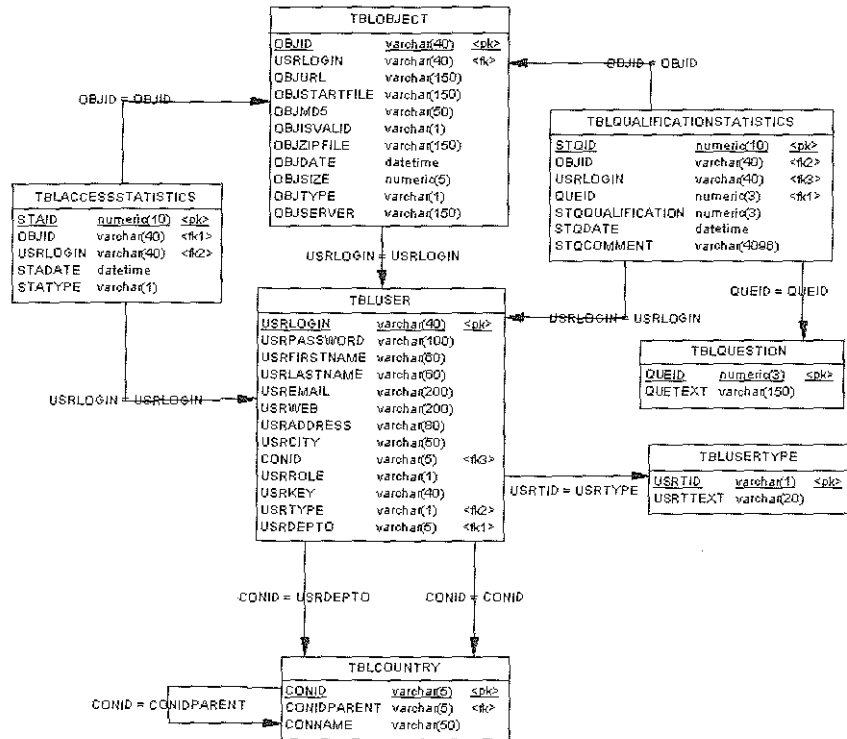 TBLOBJECT
OBJID varchar(40) <pk>
USRLOGIN varchar(40) <fk>
OBJURL varchar(150)
OBJSTARTFILE varchar(150)
OBJMD5 varchar(50)
OBJISVALID varchar(1)
OBJZIPFILE varchar(150)
OBJDATE datetime
OBJSIZE numeric(5)
OBJTYPE varchar(1)
OBJSERVER varchar(150)
OBJID = OBJID
OBJID = OBJID
TBLQUALIFICATIONSTATISTICS
STQID numeric(10) <pk>
OBJID varchar(40) <fk2>
USRLOGIN varchar(40) <fk3>
QUEID numeric(3) <fk1>
STQQUALIFICATION numeric(3)
STQDATE datetime
STQCOMMENT varchar(4096)
TBLACCESSSTATISTICS
STAID numeric(10) <pk>
OBJID varchar(40) <fk1>
USRLOGIN varchar(40) <fk2>
STADATE datetime
STATYPE varchar(1)
USRLOGIN = USRLOGIN
QUEID = QUEID
USRLOGIN = USRLOGIN
TBLUSER
USRLOGIN varchar(40) <pk>
USRPASSWORD varchar(100)
USRFIRSTNAME varchar(60)
USRLASTNAME varchar(60)
USREMAIL varchar(200)
USRWEB varchar(200)
USRADDRESS varchar(80)
USRCITY varchar(50)
CONID varchar(5) <fk3>
USRROLE varchar(1)
USRKEY varchar(40)
USRTYPE varchar(1) <fk2>
USRDEPTO varchar(5) <fk1>
TBLQUESTION
QUEID numeric(3) <pk>
QUETEXT varchar(150)
USRLOGIN = USRLOGIN
TBLUSERTYPE
USRTID varchar(1) <pk>
USRTTEXT varchar(20)
USRTID = USRTYPE
CONID = USRDEPTO
CONID = CONID
TBLCOUNTRY
CONID varchar(5) <pk>
CONIDPARENT varchar(5) <fk>
CONNAME varchar(50)
CONID = CONIDPARENT